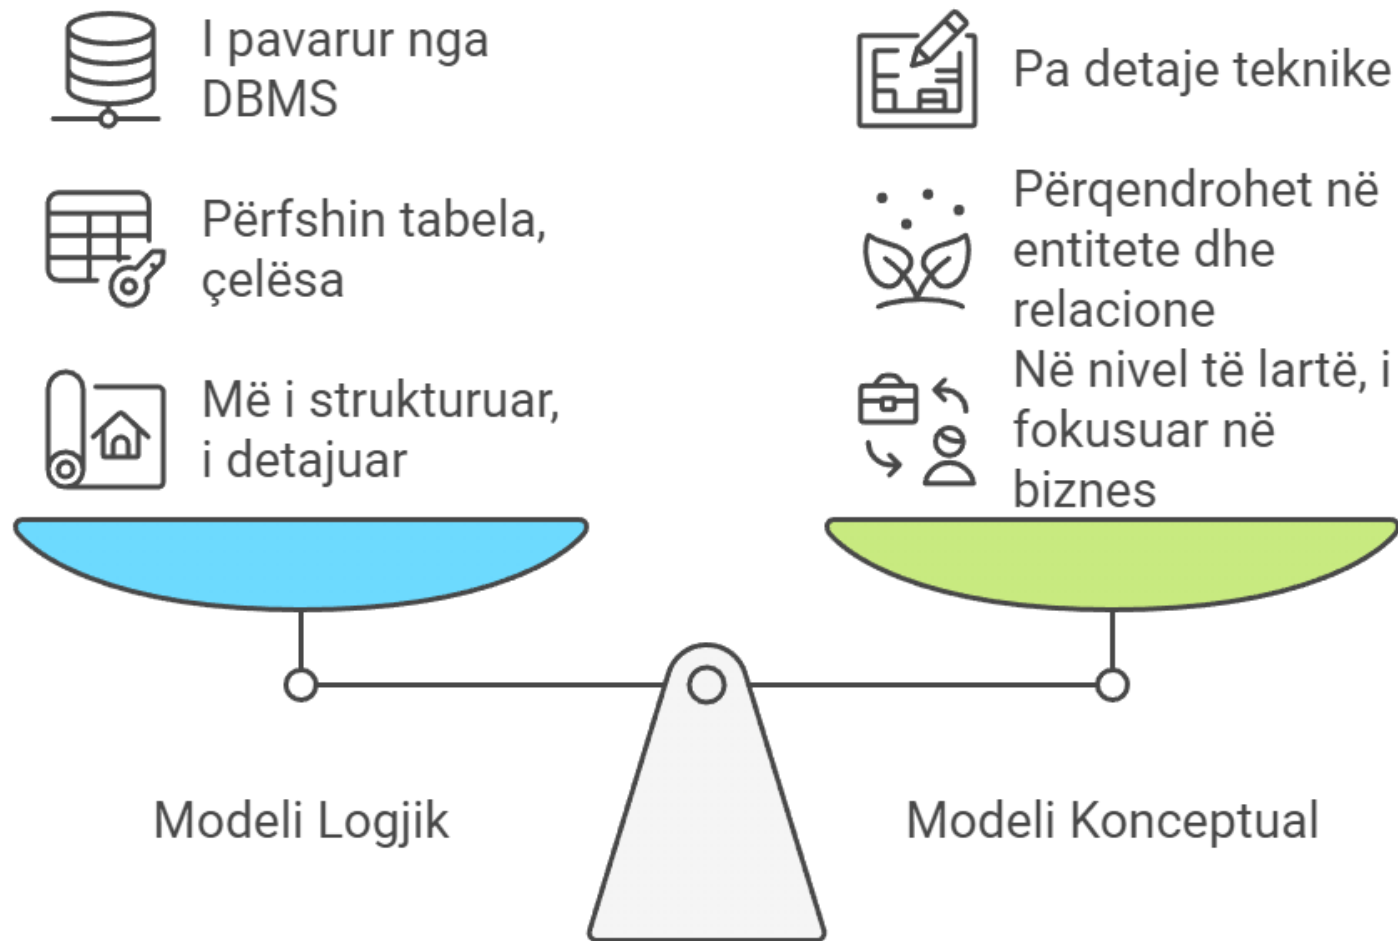 I pavarur nga
DBMS
Përfshin tabela,
çelësa
Më i strukturuar,
i detajuar
Modeli Logjik
Pa detaje teknike
Përqendrohet në
entitete dhe
relacione
Në nivel të lartë, i
fokusuar në
biznes
Modeli Konceptual